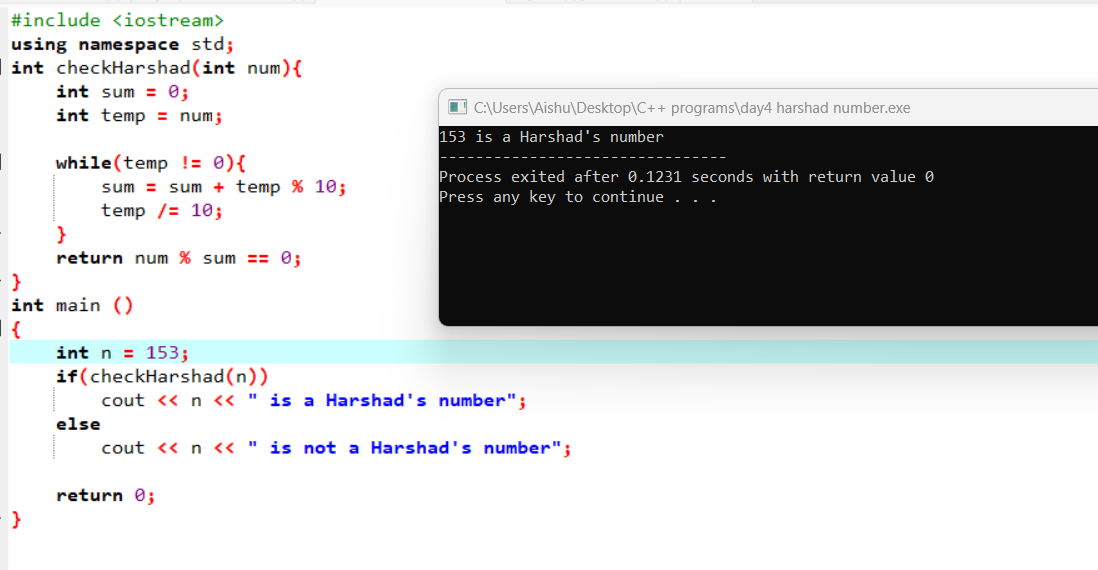 #include <iostream>
using namespace std;
int checkHarshad(int num){
    int sum = 0;
    int temp = num;

    while(temp != 0){
        sum = sum + temp % 10;
        temp /= 10;
    }
    return num % sum == 0;
}
int main ()
{
    int n = 153;
    if(checkHarshad(n))
        cout << n << " is a Harshad's number";
    else
        cout << n << " is not a Harshad's number";

    return 0;
}
C:\Users\Aishu\Desktop\C++ programs\day4 harshad number.exe
153 is a Harshad's number
--------------------------------
Process exited after 0.1231 seconds with return value 0
Press any key to continue . . .